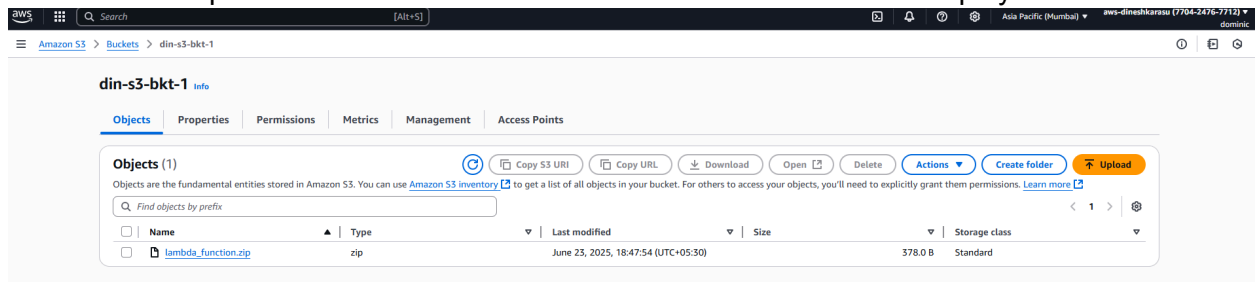 aws Search [Alt+S] Asia Pacific (Mumbai) ▼ aws-dineshkarasu (7704-2476-7712) ▼
dominic
Amazon S3 > Buckets > din-s3-bkt-1
din-s3-bkt-1 Info
Objects Properties Permissions Metrics Management Access Points
Objects (1) Copy S3 URI Copy URL Download Open Delete Actions ▼ Create folder Upload
Objects are the fundamental entities stored in Amazon S3. You can use Amazon S3 inventory to get a list of all objects in your bucket. For others to access your objects, you'll need to explicitly grant them permissions. Learn more
Find objects by prefix < 1 >
Name Type Last modified Size Storage class
lambda_function.zip zip June 23, 2025, 18:47:54 (UTC+05:30) 378.0 B Standard